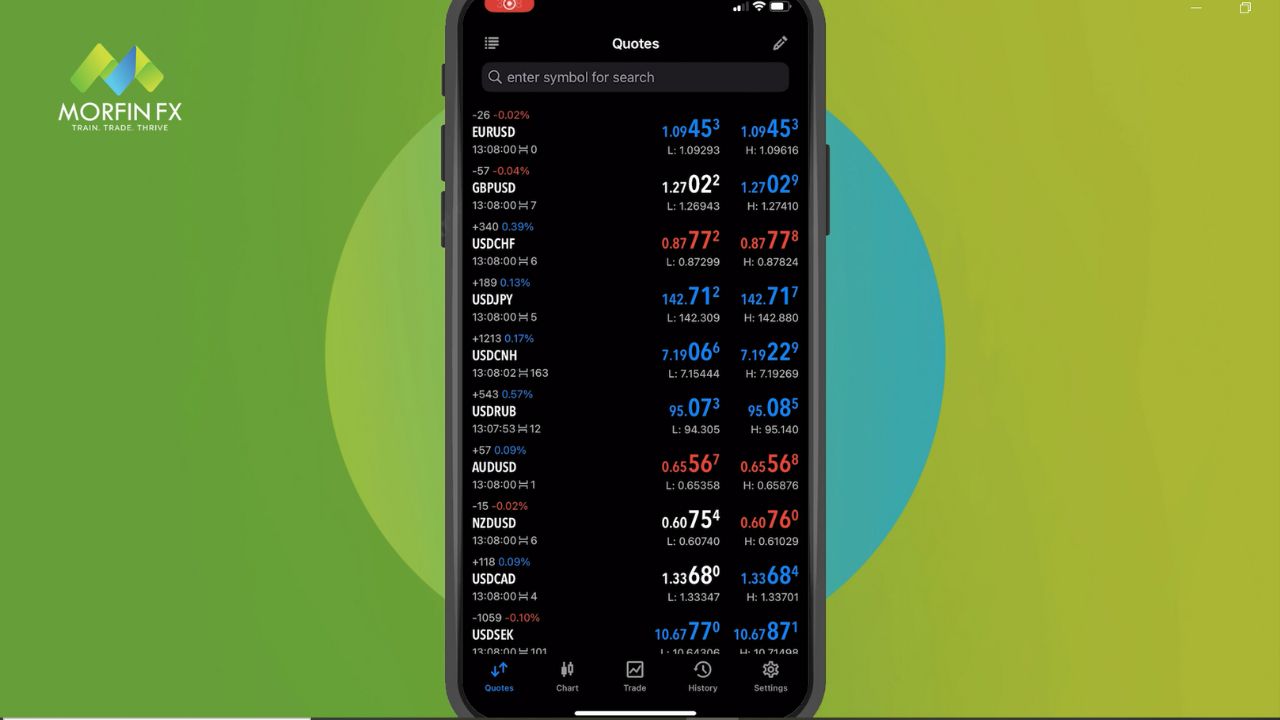 MORFIN FX
TRAIN. TRADE. THRIVE
Quotes
enter symbol for search
-26 -0.02%
EURUSD 1.09453 1.09453
13:08:00 0 L: 1.09293 H: 1.09616
-57 -0.04%
GBPUSD 1.27022 1.27029
13:08:00 7 L: 1.26943 H: 1.27410
+340 0.39%
USDCHF 0.87772 0.87778
13:08:00 6 L: 0.87299 H: 0.87824
+189 0.13%
USDJPY 142.712 142.717
13:08:00 5 L: 142.309 H: 142.880
+1213 0.17%
USDCNH 7.19066 7.19229
13:08:02 163 L: 7.15444 H: 7.19269
+543 0.57%
USDRUB 95.073 95.085
13:07:53 12 L: 94.305 H: 95.140
+57 0.09%
AUDUSD 0.65567 0.65568
13:08:00 1 L: 0.65358 H: 0.65876
-15 -0.02%
NZDUSD 0.60754 0.60760
13:08:00 6 L: 0.60740 H: 0.61029
+118 0.09%
USDCAD 1.33680 1.33684
13:08:00 4 L: 1.33347 H: 1.33701
-1059 -0.10%
USDSEK 10.67770 10.67871
13:08:00 101 L: 10.64306 H: 10.71498
Quotes Chart Trade History Settings